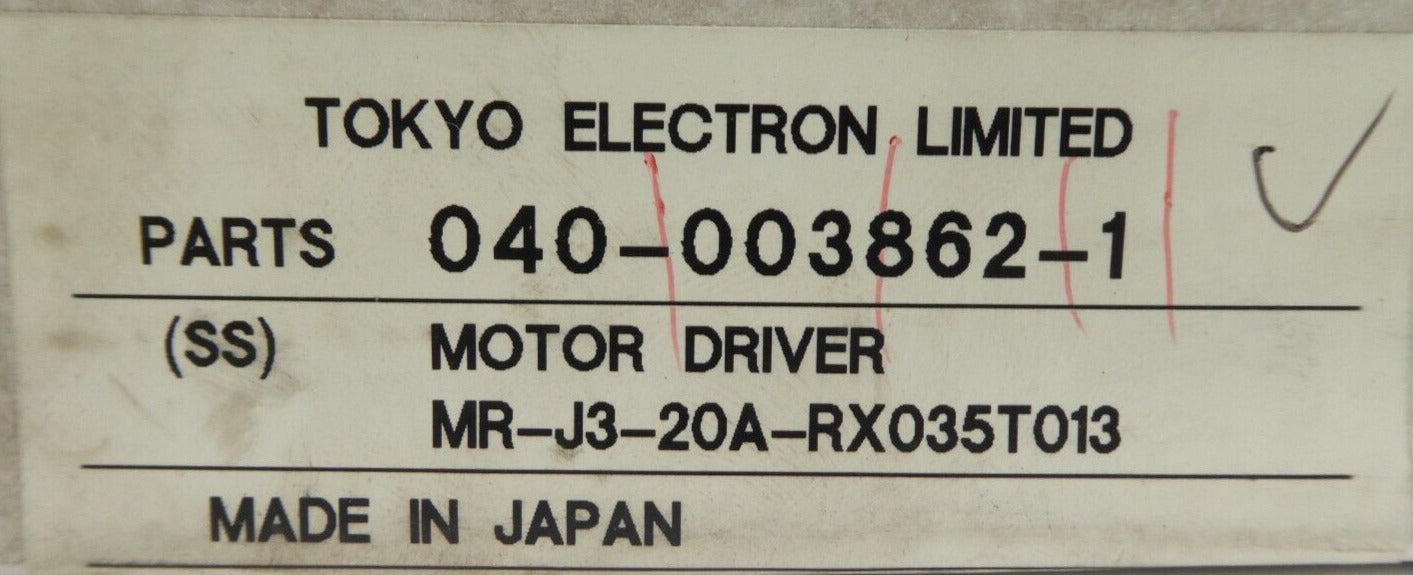 TOKYO ELECTRON LIMITED
PARTS 040-003862-1
(SS) MOTOR DRIVER
MR-J3-20A-RX035T013
MADE IN JAPAN